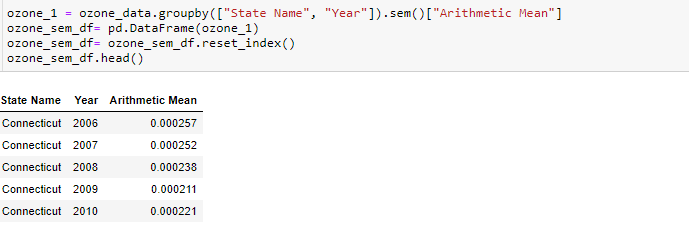 ozone_1 = ozone_data.groupby(["State Name", "Year"]).sem()["Arithmetic Mean"]
ozone_sem_df= pd.DataFrame(ozone_1)
ozone_sem_df= ozone_sem_df.reset_index()
ozone_sem_df.head()
State Name Year Arithmetic Mean
Connecticut 2006 0.000257
Connecticut 2007 0.000252
Connecticut 2008 0.000238
Connecticut 2009 0.000211
Connecticut 2010 0.000221